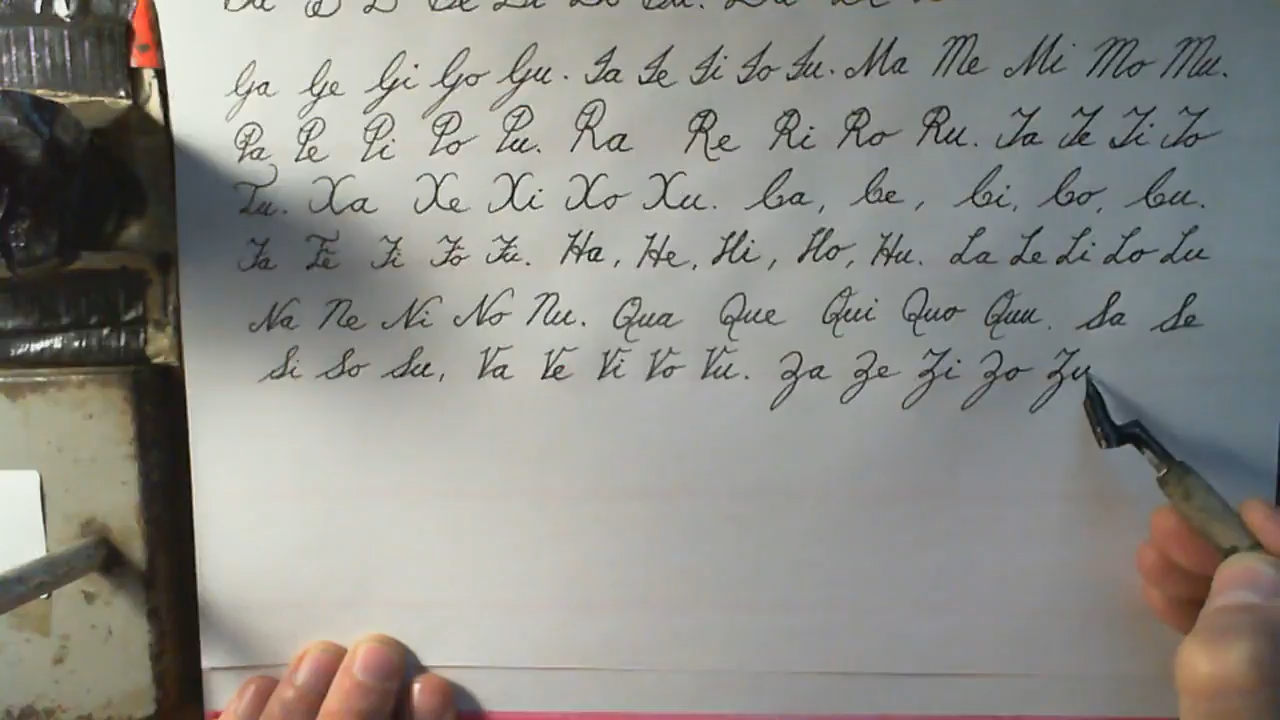 Ga Ge Gi Go Gu. Ja Je Ji Jo Ju. Ma Me Mi Mo Mu.
Pa Pe Pi Po Pu. Ra Re Ri Ro Ru. Ta Te Ti To
Tu. Xa Xe Xi Xo Xu. Ca, Ce, Ci, Co, Cu.
Fa Fe Fi Fo Fu. Ha, He, Hi, Ho, Hu. La Le Li Lo Lu
Na Ne Ni No Nu. Qua Que Qui Quo Quu. Sa Se
Si So Su, Va Ve Vi Vo Vu. Za Ze Zi Zo Zu